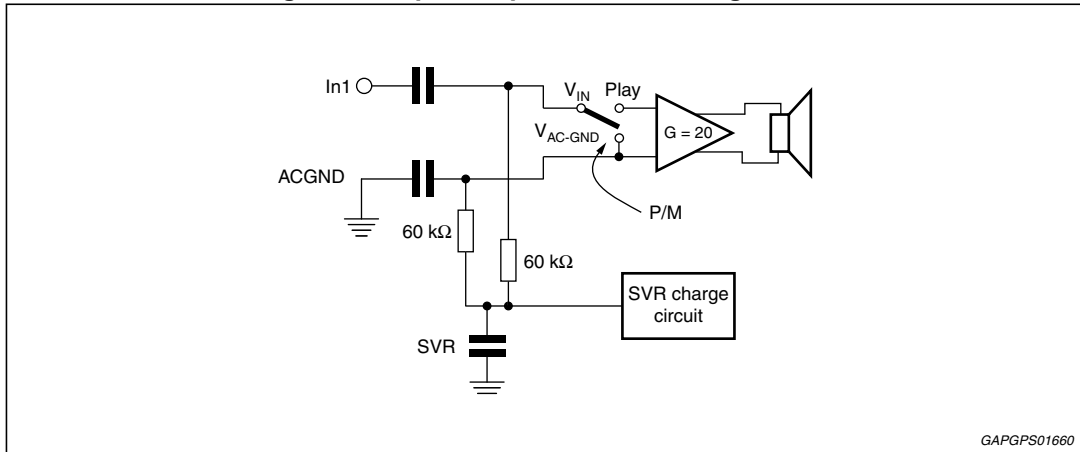 In1
V_IN Play
V_AC-GND
G = 20
ACGND
P/M
60 kΩ
60 kΩ
SVR charge
circuit
SVR
GAPGPS01660